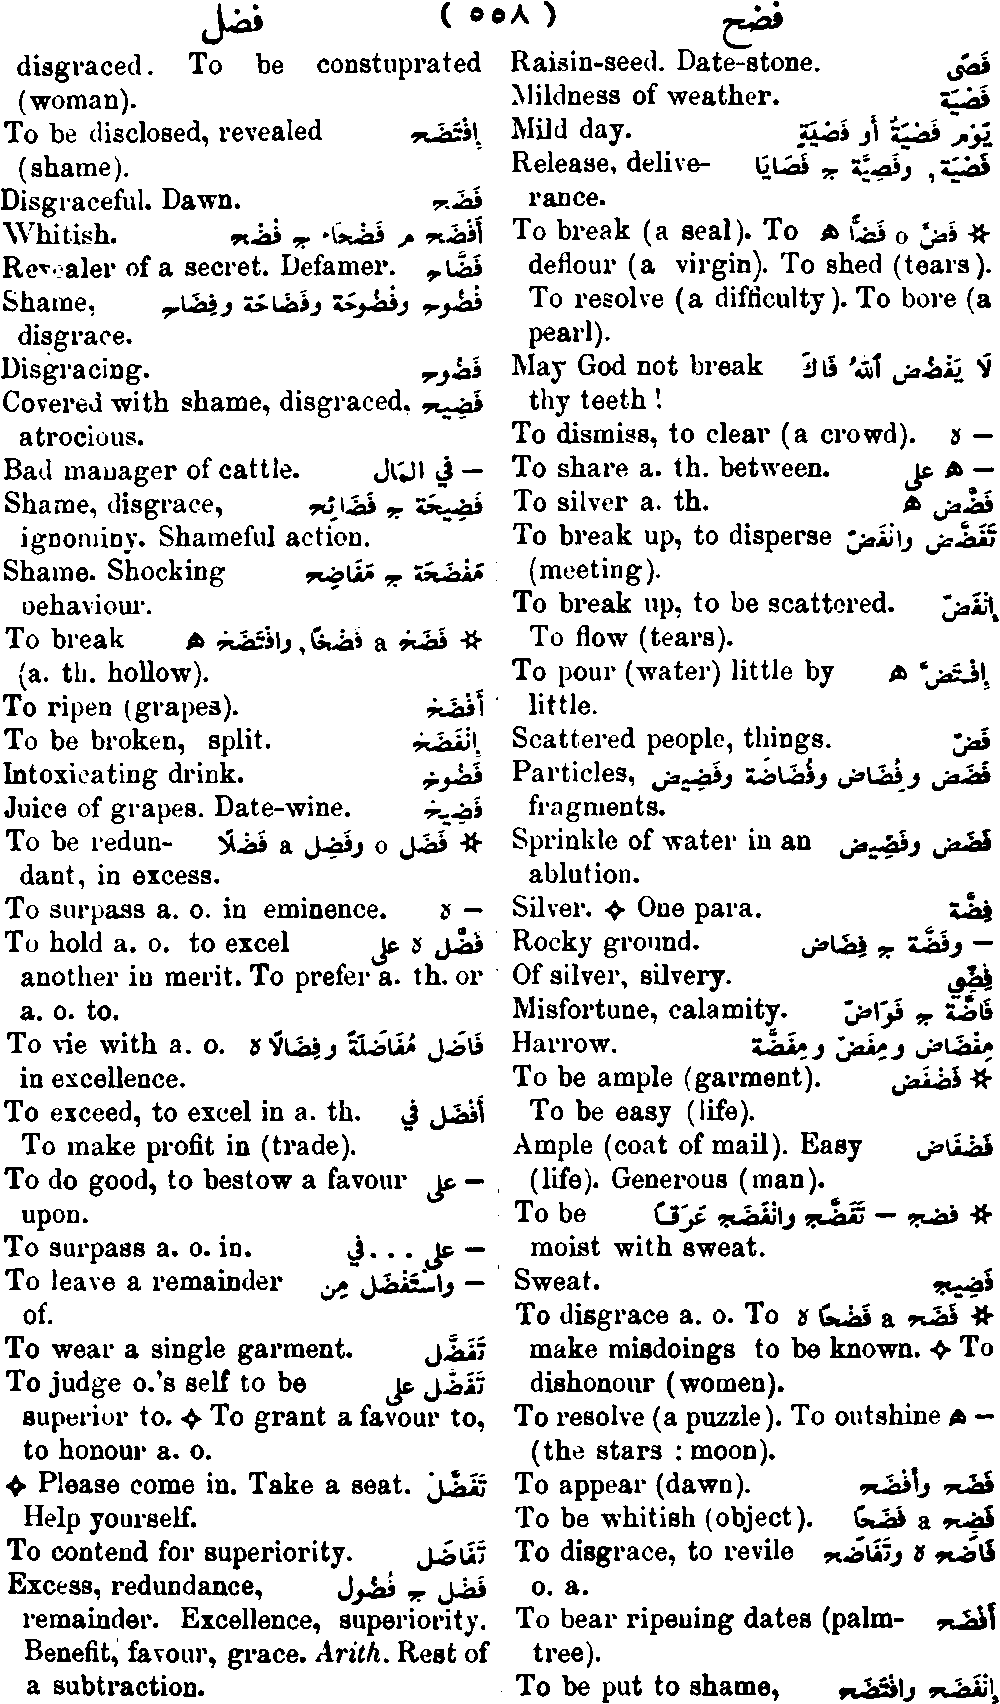 فضح ( ٥٥٨ ) فضل
Raisin-seed. Date-stone. فَصًى
Mildness of weather. فَصْيَة
Mild day. يَوْم فَصْيَةٌ أَو فَصْيَةٍ
Release, delive- فَصْيَة, وفَصِيَّة ج فَصَايَا
rance.
To break (a seal). To ✲ فَضَّ o فَضًّا ه
deflour (a virgin). To shed (tears).
To resolve (a difficulty). To bore (a
pearl).
May God not break لَا يَفْضُضِ ٱللهُ فَاكَ
thy teeth !
To dismiss, to clear (a crowd). — ه
To share a. th. between. — ه على
To silver a. th. فَضَّض ه
To break up, to disperse تَفَضَّض وانْفَضّ
(meeting).
To break up, to be scattered. إِنْفَضّ
To flow (tears).
To pour (water) little by إِفْتَضّ ه
little.
Scattered people, things. فَضّ
Particles, فَضَض وفُِضَاض وفُضَاضَة وفَضِيض
fragments.
Sprinkle of water in an فَضَض وفَضِيض
ablution.
Silver. ✧ One para. فِضَّة
Rocky ground. — وفَضَّة ج فِضَاض
Of silver, silvery. فِضِّي
Misfortune, calamity. فَاضَّة ج فَوَاضّ
Harrow. مِفْضَاض ومِفَضّ ومِفَضَّة
To be ample (garment). ✲ فَضْفَض
To be easy (life).
Ample (coat of mail). Easy فَضْفَاض
(life). Generous (man).
To be ✲ فضج — تَفَضَّج وانْفَضَج عَرَقًا
moist with sweat.
Sweat. فَضِيج
To disgrace a. o. To ✲ فَضَح a فَضْحًا ه
make misdoings to be known. ✧ To
dishonour (women).
To resolve (a puzzle). To outshine — ه
(the stars : moon).
To appear (dawn). فَضَح وأَفْضَح
To be whitish (object). فَضِح a فَضَحًا
To disgrace, to revile فَاضَح ه وتَفَاضَح
o. a.
To bear ripening dates (palm- أَفْضَح
tree).
To be put to shame, إِنْفَضَح وافْتَضَح
disgraced. To be constuprated
(woman).
To be disclosed, revealed إِفْتَضَح
(shame).
Disgraceful. Dawn. فَضَح
Whitish. أَفْضَح م فَضْحَاء ج فُضْح
Revealer of a secret. Defamer. فَضَّاح
Shame, فُضُوح وفُضُوحَة وفَضَاحَة وفِضَاح
disgrace.
Disgracing. فَضُوح
Covered with shame, disgraced, فَضِيح
atrocious.
Bad manager of cattle. — في المَال
Shame, disgrace, فَضِيحَة ج فَضَائِح
ignominy. Shameful action.
Shame. Shocking مَفْضَحَة ج مَفَاضِح
behaviour.
To break ✲ فَضَخ a فَضْخًا, وافْتَضَخ ه
(a. th. hollow).
To ripen (grapes). أَفْضَخ
To be broken, split. إِنْفَضَخ
Intoxicating drink. فَضُوخ
Juice of grapes. Date-wine. فَضِيخ
To be redun- ✲ فَضَل o وفَضِل a فَضْلًا
dant, in excess.
To surpass a. o. in eminence. — ه
To hold a. o. to excel فَضَّل ه على
another in merit. To prefer a. th. or
a. o. to.
To vie with a. o. فَاضَل مُفَاضَلَةً وفِضَالًا ه
in excellence.
To exceed, to excel in a. th. أَفْضَل في
To make profit in (trade).
To do good, to bestow a favour — على
upon.
To surpass a. o. in. — على ... في
To leave a remainder — واسْتَفْضَل مِن
of.
To wear a single garment. تَفَضَّل
To judge o.'s self to be تَفَضَّل على
superior to. ✧ To grant a favour to,
to honour a. o.
✧ Please come in. Take a seat. تَفَضَّلْ
Help yourself.
To contend for superiority. تَفَاضَل
Excess, redundance, فَضْل ج فُضُول
remainder. Excellence, superiority.
Benefit, favour, grace. Arith. Rest of
a subtraction.